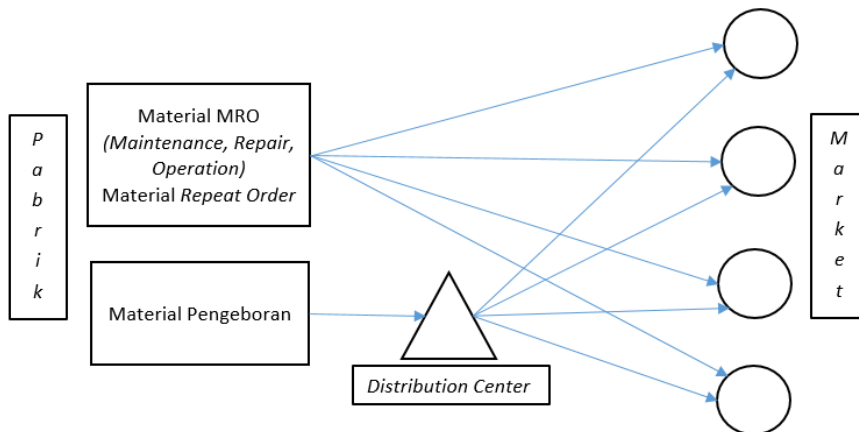 P
a
b
r
i
k
Material MRO
(Maintenance, Repair,
Operation)
Material Repeat Order
Material Pengeboran
Distribution Center
M
a
r
k
e
t